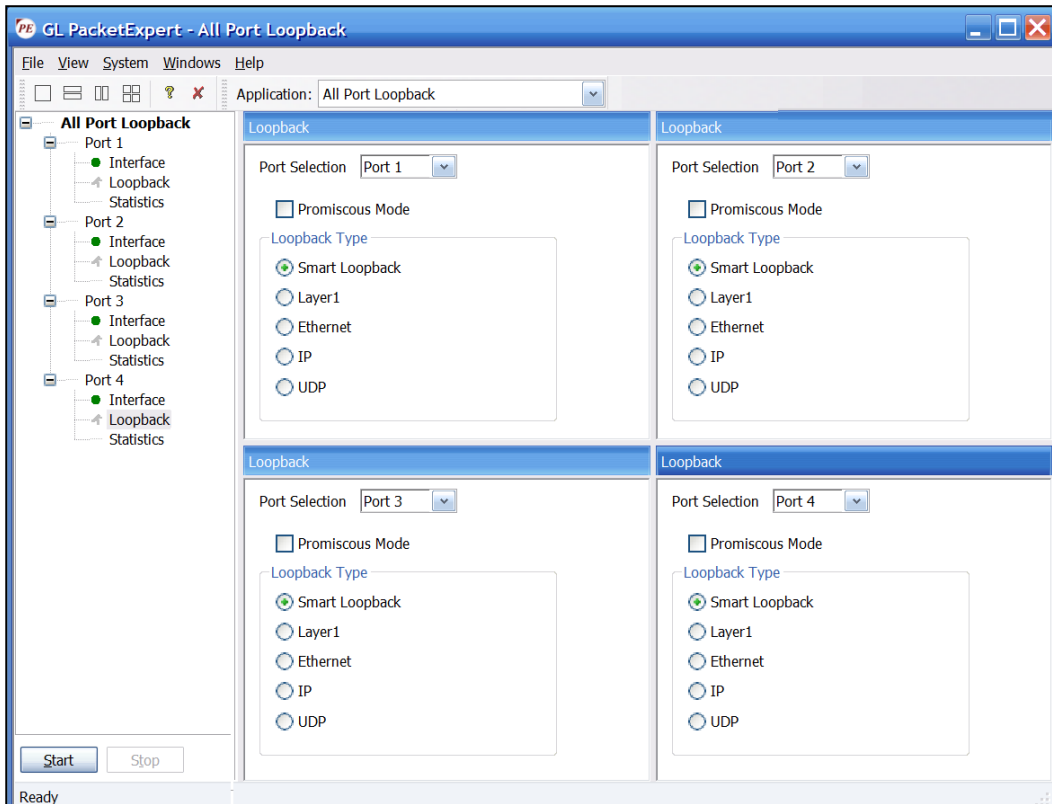 PE GL PacketExpert - All Port Loopback
File View System Windows Help
? Application: All Port Loopback
All Port Loopback
Port 1
Interface
Loopback
Statistics
Port 2
Interface
Loopback
Statistics
Port 3
Interface
Loopback
Statistics
Port 4
Interface
Loopback
Statistics
Start Stop
Ready
Loopback
Port Selection Port 1
Promiscous Mode
Loopback Type
Smart Loopback
Layer1
Ethernet
IP
UDP
Loopback
Port Selection Port 2
Promiscous Mode
Loopback Type
Smart Loopback
Layer1
Ethernet
IP
UDP
Loopback
Port Selection Port 3
Promiscous Mode
Loopback Type
Smart Loopback
Layer1
Ethernet
IP
UDP
Loopback
Port Selection Port 4
Promiscous Mode
Loopback Type
Smart Loopback
Layer1
Ethernet
IP
UDP